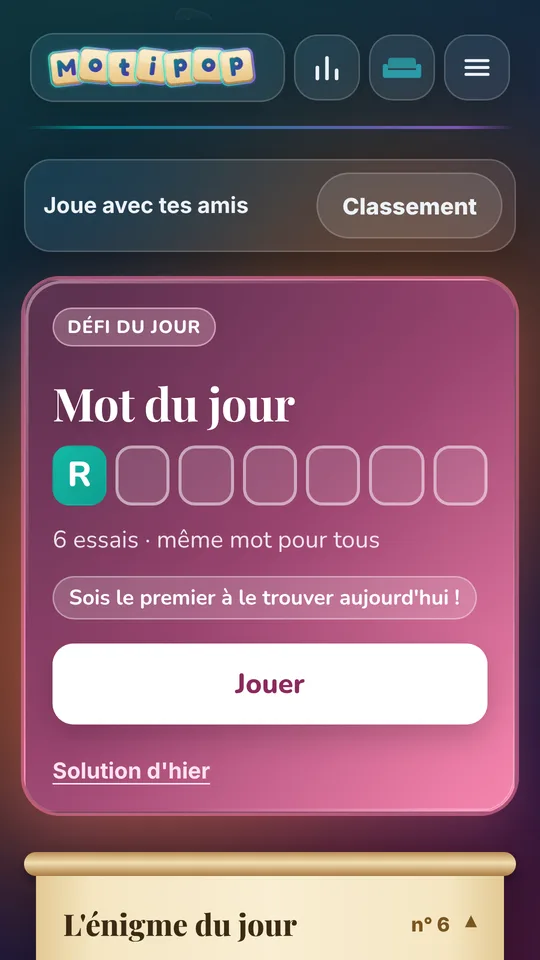 Motipop
Joue avec tes amis
Classement
DÉFI DU JOUR
Mot du jour
R
6 essais · même mot pour tous
Sois le premier à le trouver aujourd'hui !
Jouer
Solution d'hier
L'énigme du jour
n° 6 ▲